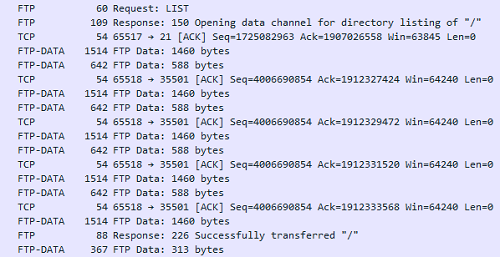 FTP 60 Request: LIST
FTP 109 Response: 150 Opening data channel for directory listing of "/"
TCP 54 65517 → 21 [ACK] Seq=1725082963 Ack=1907026558 Win=63845 Len=0
FTP-DATA 1514 FTP Data: 1460 bytes
FTP-DATA 642 FTP Data: 588 bytes
TCP 54 65518 → 35501 [ACK] Seq=4006690854 Ack=1912327424 Win=64240 Len=0
FTP-DATA 1514 FTP Data: 1460 bytes
FTP-DATA 642 FTP Data: 588 bytes
TCP 54 65518 → 35501 [ACK] Seq=4006690854 Ack=1912329472 Win=64240 Len=0
FTP-DATA 1514 FTP Data: 1460 bytes
FTP-DATA 642 FTP Data: 588 bytes
TCP 54 65518 → 35501 [ACK] Seq=4006690854 Ack=1912331520 Win=64240 Len=0
FTP-DATA 1514 FTP Data: 1460 bytes
FTP-DATA 642 FTP Data: 588 bytes
TCP 54 65518 → 35501 [ACK] Seq=4006690854 Ack=1912333568 Win=64240 Len=0
FTP-DATA 1514 FTP Data: 1460 bytes
FTP 88 Response: 226 Successfully transferred "/"
FTP-DATA 367 FTP Data: 313 bytes